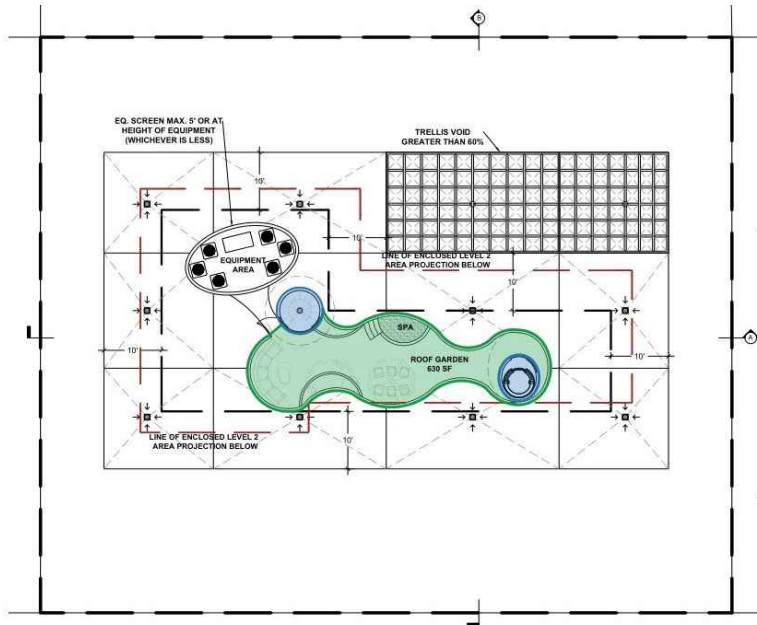 B
EQ. SCREEN MAX. 5' OR AT
HEIGHT OF EQUIPMENT
(WHICHEVER IS LESS)
TRELLIS VOID
GREATER THAN 60%
10'
10'
EQUIPMENT
AREA
LINE OF ENCLOSED LEVEL 2
AREA PROJECTION BELOW
10'
SPA
A
10'
ROOF GARDEN
630 SF
10'
LINE OF ENCLOSED LEVEL 2
AREA PROJECTION BELOW
10'